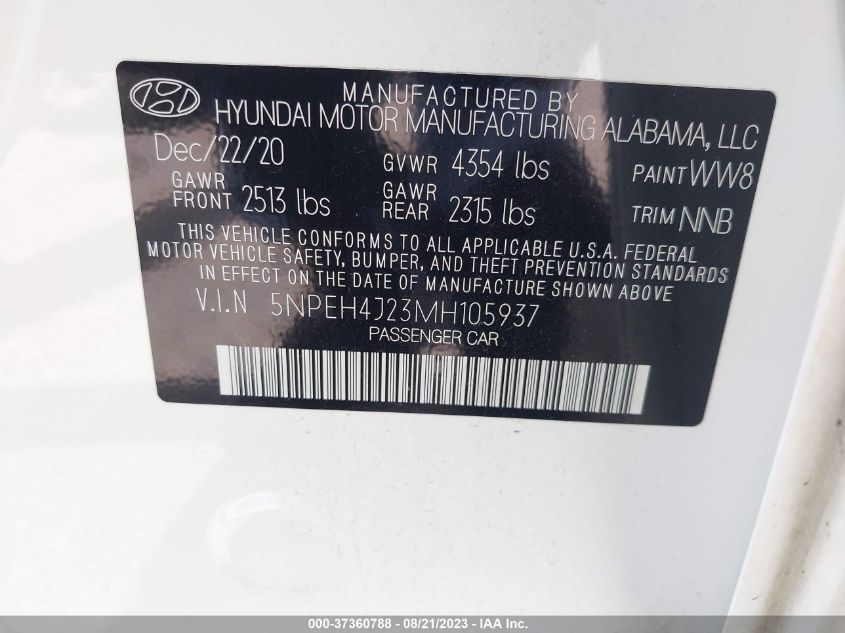 MANUFACTURED BY
HYUNDAI MOTOR MANUFACTURING ALABAMA, LLC
Dec/22/20 GVWR 4354 lbs PAINT WW8
GAWR FRONT 2513 lbs GAWR REAR 2315 lbs TRIM NNB
THIS VEHICLE CONFORMS TO ALL APPLICABLE U.S.A. FEDERAL
MOTOR VEHICLE SAFETY, BUMPER, AND THEFT PREVENTION STANDARDS
IN EFFECT ON THE DATE OF MANUFACTURE SHOWN ABOVE.
V.I.N 5NPEH4J23MH105937
PASSENGER CAR
000-37360788 - 08/21/2023 - IAA Inc.